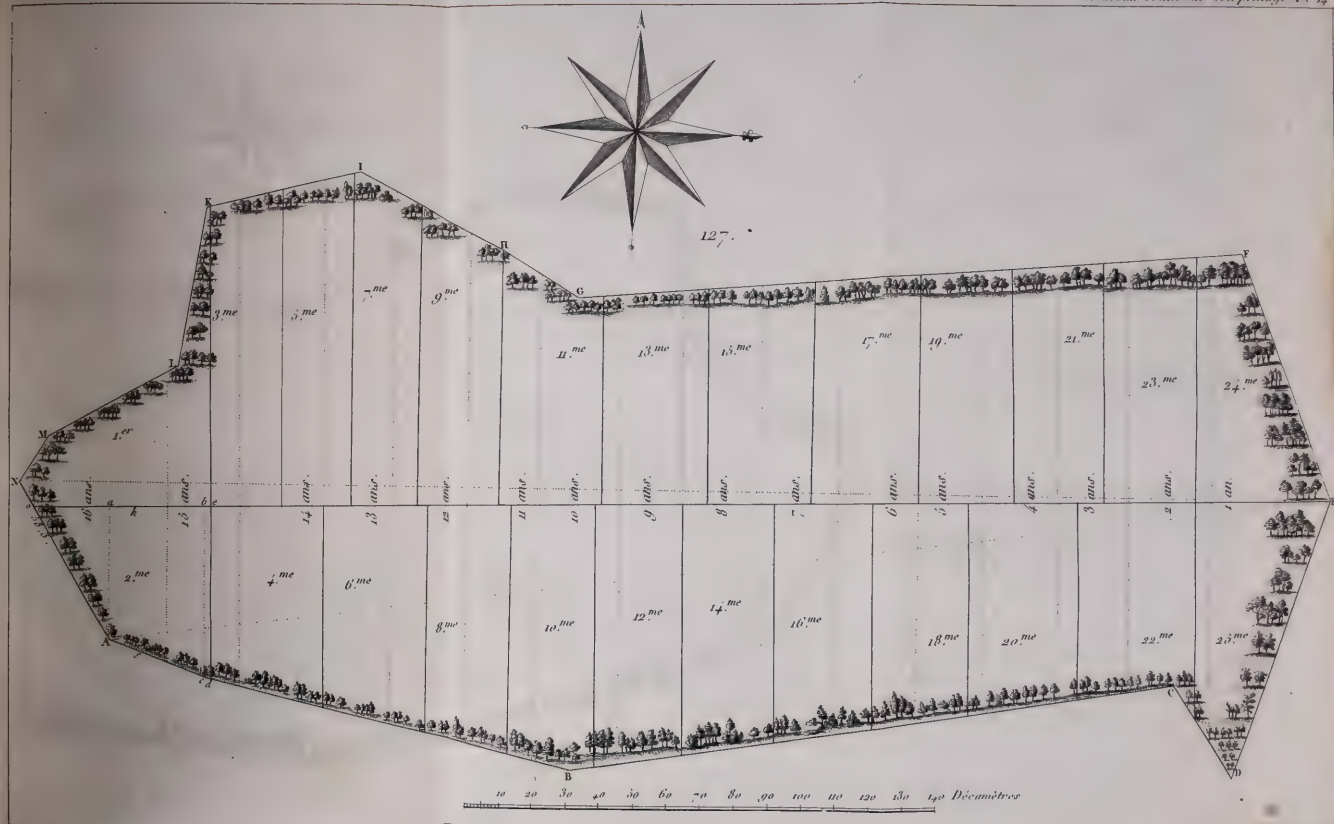 127.
K
I
H
G
F
L
M
N
3.me
5.me
7.me
9.me
11.me
13.me
15.me
17.me
19.me
21.me
23.me
24.me
1.er
16 ans.
15 ans.
14 ans.
13 ans.
12 ans.
11 ans.
10 ans.
9 ans.
8 ans.
7 ans.
6 ans.
5 ans.
4 ans.
3 ans.
2 ans.
1 an.
a
k
b e
2.me
4.me
6.me
8.me
10.me
12.me
14.me
16.me
18.me
20.me
22.me
25.me
A
f
c d
B
C
D
10 20 30 40 50 60 70 80 90 100 110 120 130 140 Décamètres